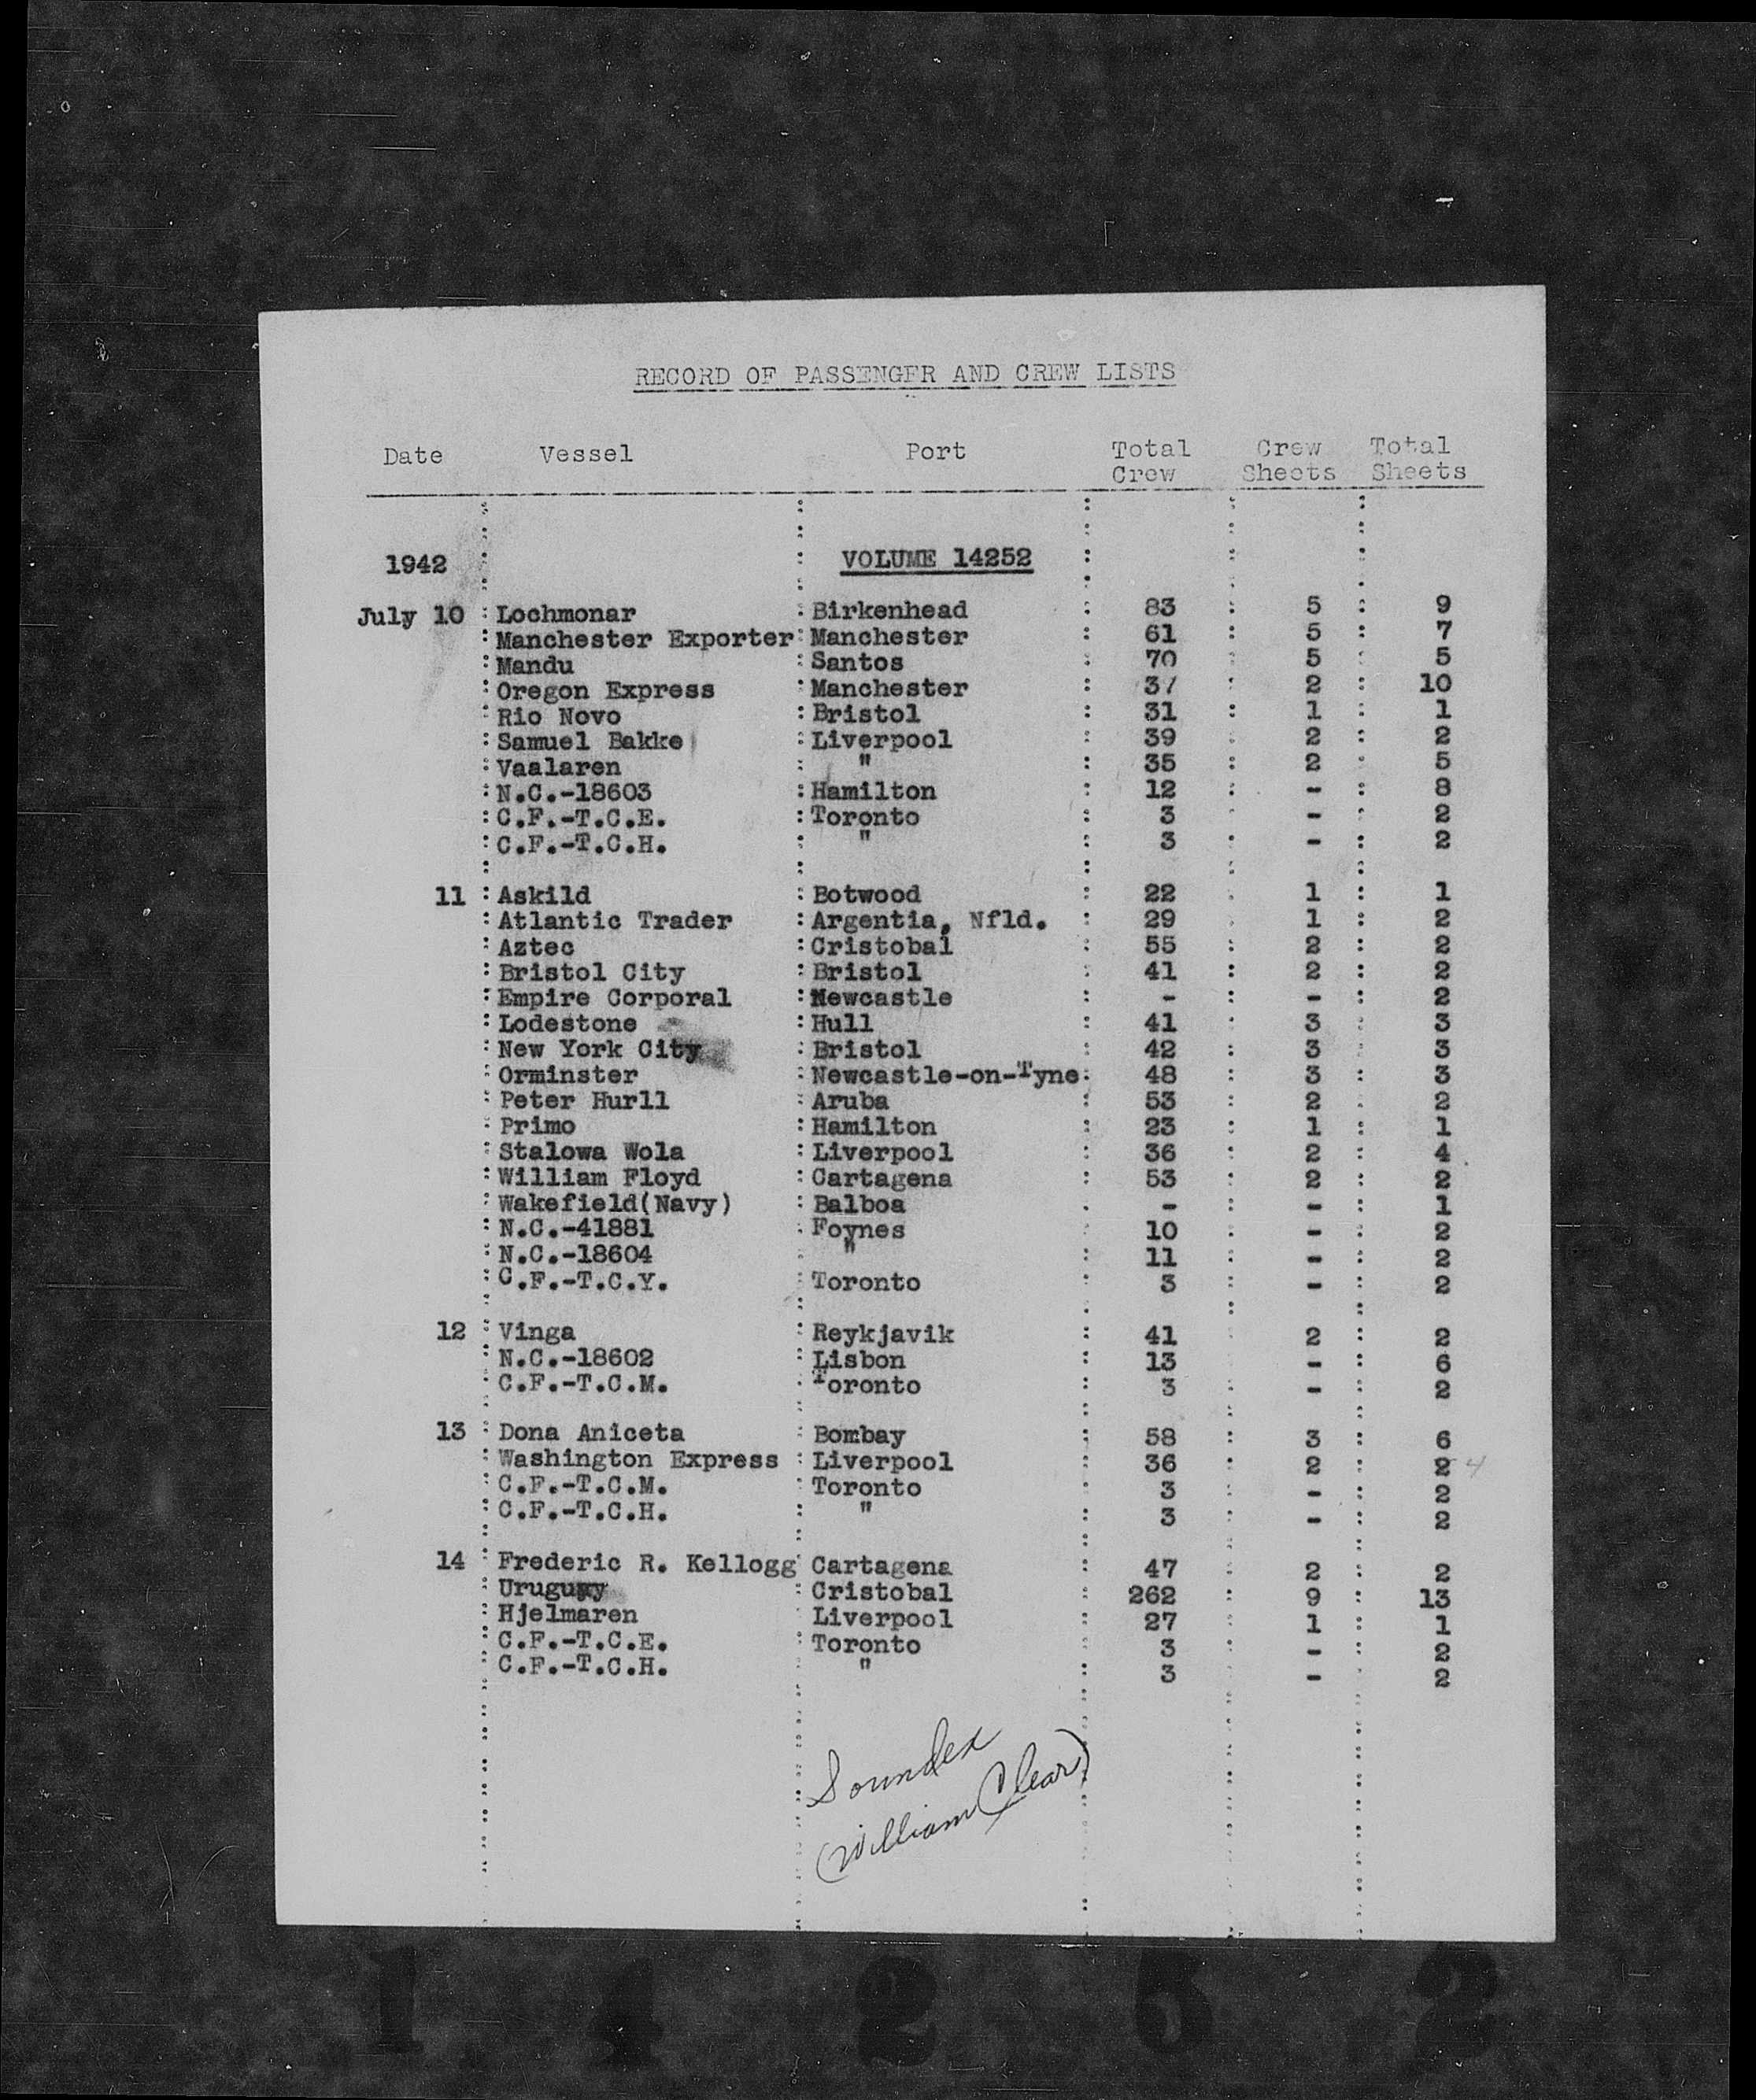 RECORD OF PASSENGER AND CREW LISTS
Date Vessel Port Total Crew Crew Sheets Total Sheets
1942 VOLUME 14252
July 10 : Lochmonar : Birkenhead : 83 : 5 : 9
: Manchester Exporter : Manchester : 61 : 5 : 7
: Mandu : Santos : 70 : 5 : 5
: Oregon Express : Manchester : 37 : 2 : 10
: Rio Novo : Bristol : 31 : 1 : 1
: Samuel Bakke : Liverpool : 39 : 2 : 2
: Vaalaren : " : 35 : 2 : 5
: N.C.-18603 : Hamilton : 12 : - : 8
: C.F.-T.C.E. : Toronto : 3 : - : 2
: C.F.-T.C.H. : " : 3 : - : 2
11 : Askild : Botwood : 22 : 1 : 1
: Atlantic Trader : Argentia, Nfld. : 29 : 1 : 2
: Aztec : Cristobal : 55 : 2 : 2
: Bristol City : Bristol : 41 : 2 : 2
: Empire Corporal : Newcastle : - : - : 2
: Lodestone : Hull : 41 : 3 : 3
: New York City : Bristol : 42 : 3 : 3
: Orminster : Newcastle-on-Tyne : 48 : 3 : 3
: Peter Hurll : Aruba : 53 : 2 : 2
: Primo : Hamilton : 23 : 1 : 1
: Stalowa Wola : Liverpool : 36 : 2 : 4
: William Floyd : Cartagena : 53 : 2 : 2
: Wakefield(Navy) : Balboa : - : - : 1
: N.C.-41881 : Foynes : 10 : - : 2
: N.C.-18604 : " : 11 : - : 2
: C.F.-T.C.Y. : Toronto : 3 : - : 2
12 : Vinga : Reykjavik : 41 : 2 : 2
: N.C.-18602 : Lisbon : 13 : - : 6
: C.F.-T.C.M. : Toronto : 3 : - : 2
13 : Dona Aniceta : Bombay : 58 : 3 : 6
: Washington Express : Liverpool : 36 : 2 : 2 4
: C.F.-T.C.M. : Toronto : 3 : - : 2
: C.F.-T.C.H. : " : 3 : - : 2
14 : Frederic R. Kellogg : Cartagena : 47 : 2 : 2
: Uruguay : Cristobal : 262 : 9 : 13
: Hjelmaren : Liverpool : 27 : 1 : 1
: C.F.-T.C.E. : Toronto : 3 : - : 2
: C.F.-T.C.H. : " : 3 : - : 2
Soundex
(William Clear)
1 4 2 5 2